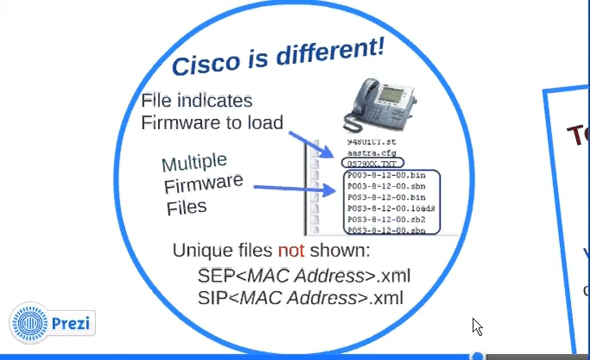 Cisco is different!
File indicates
Firmware to load
Multiple
Firmware
Files
aastra.cfg
OS79XX.TXT
P003-8-12-00.bin
P003-8-12-00.sbn
P0S3-8-12-00.bin
P0S3-8-12-00.loads
P0S3-8-12-00.sb2
P0S3-8-12-00.sbn
Unique files not shown:
SEP<MAC Address>.xml
SIP<MAC Address>.xml
Prezi